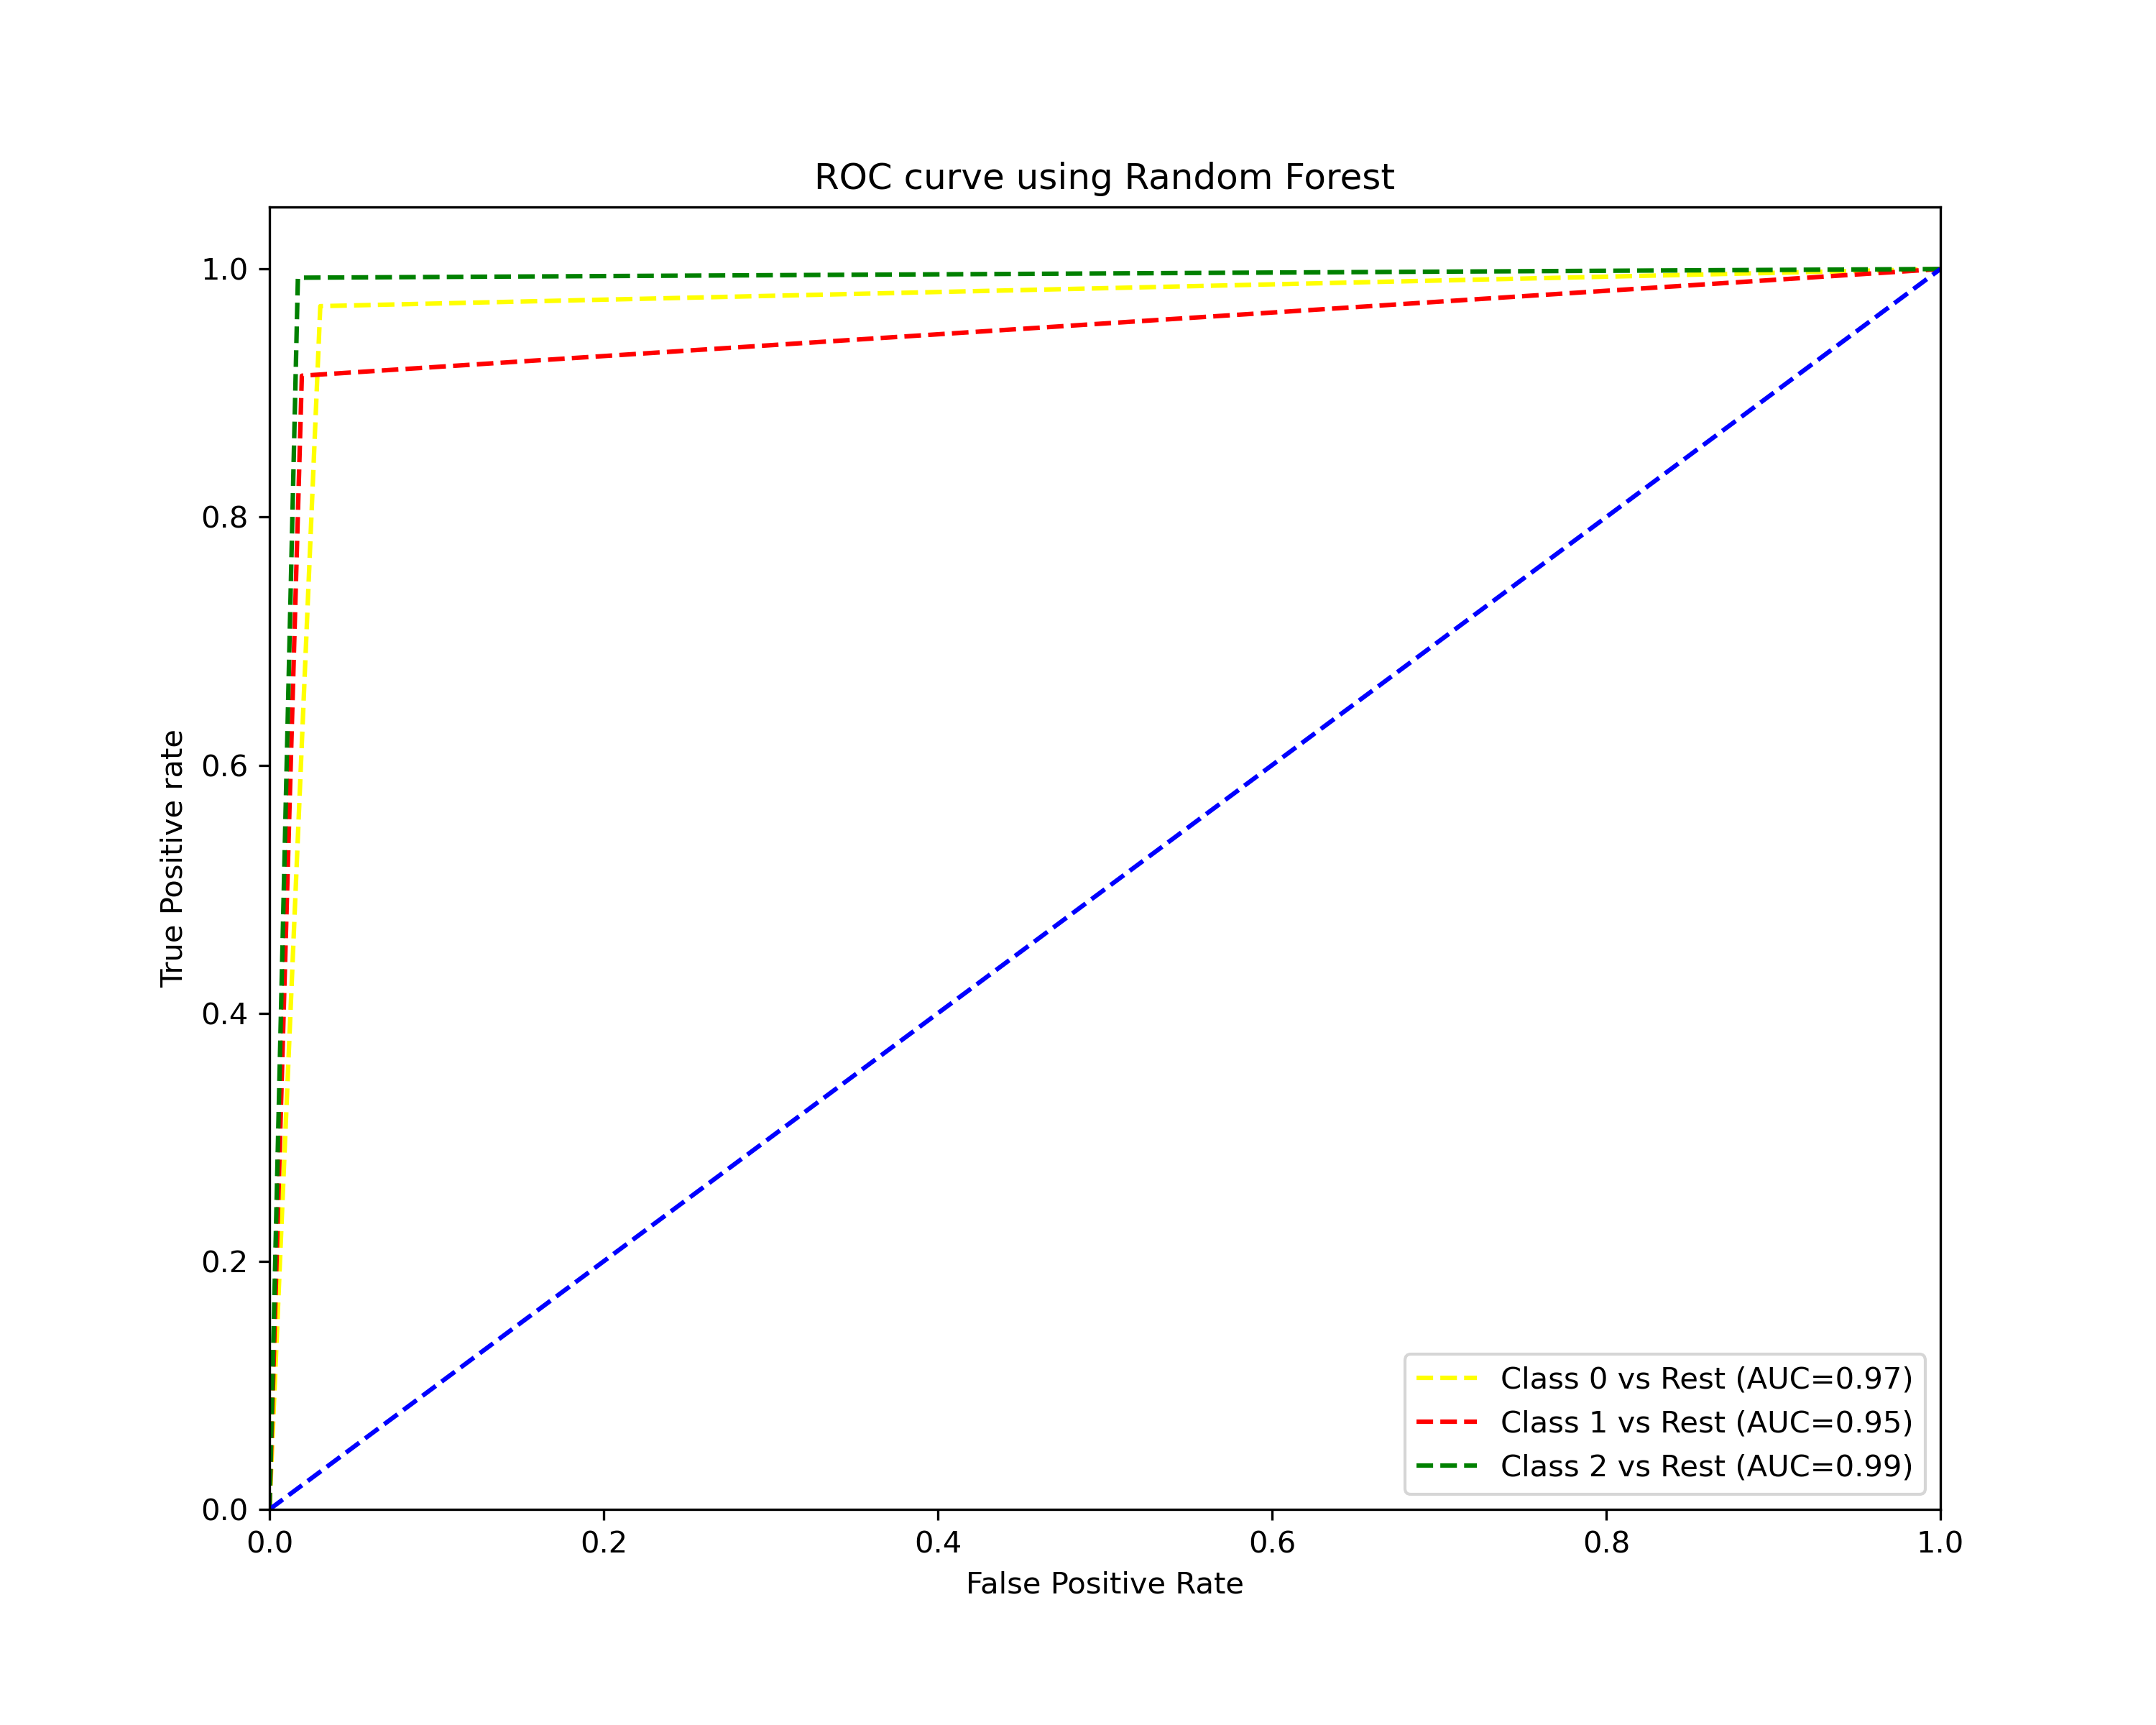 ROC curve using Random Forest
True Positive rate
1.0
0.8
0.6
0.4
0.2
0.0
0.0 0.2 0.4 0.6 0.8 1.0
False Positive Rate
Class 0 vs Rest (AUC=0.97)
Class 1 vs Rest (AUC=0.95)
Class 2 vs Rest (AUC=0.99)